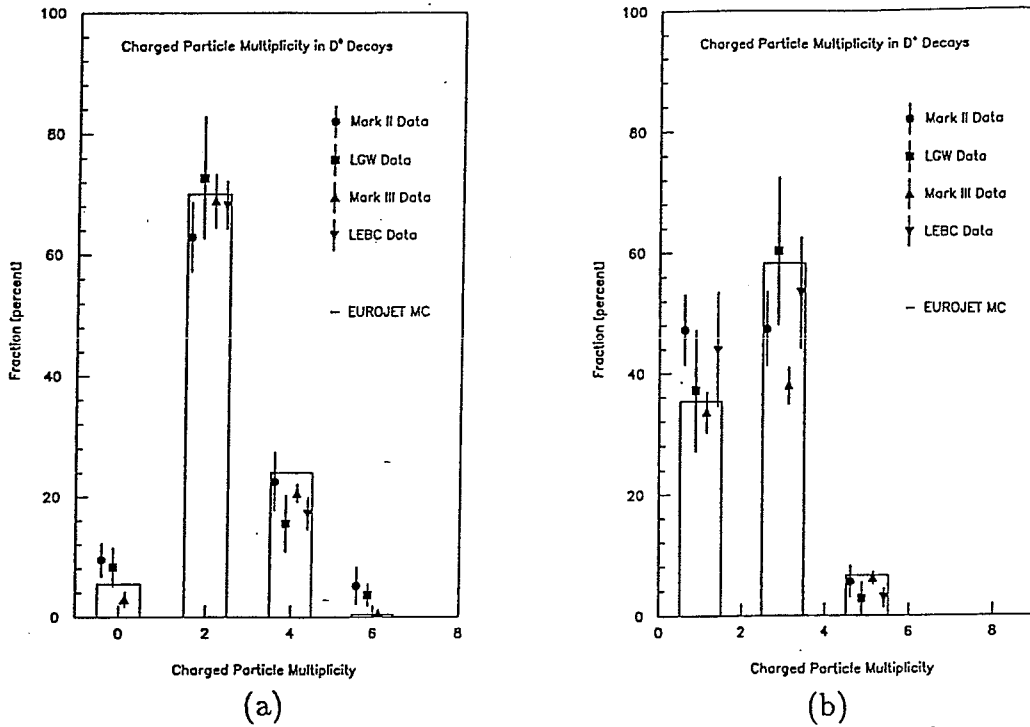 100
80
60
40
20
0
Fraction [percent]
Charged Particle Multiplicity in D° Decays
Mark II Data
LGW Data
Mark III Data
LEBC Data
EUROJET MC
0 2 4 6 8
Charged Particle Multiplicity
(a)
100
80
60
40
20
0
Fraction [percent]
Charged Particle Multiplicity in D⁺ Decays
Mark II Data
LGW Data
Mark III Data
LEBC Data
EUROJET MC
0 2 4 6 8
Charged Particle Multiplicity
(b)